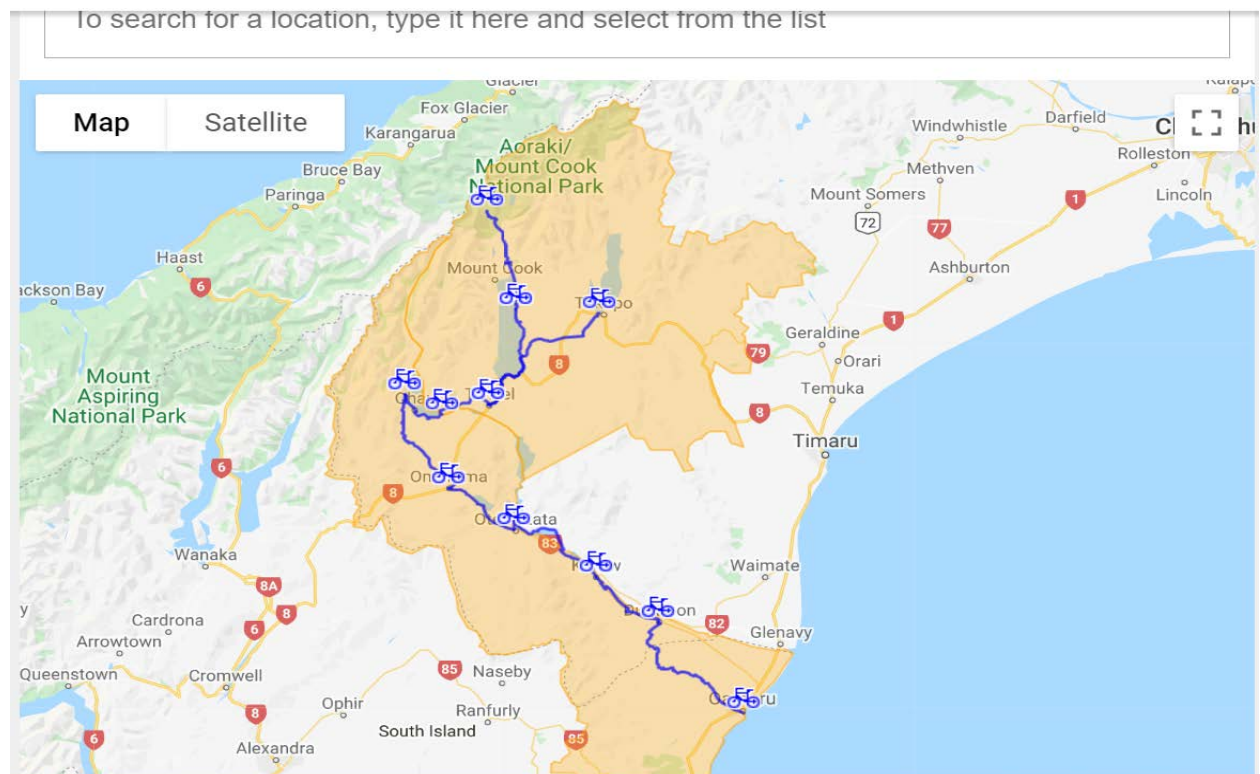 To search for a location, type it here and select from the list
Map
Satellite
Glacier
Fox Glacier
Karangarua
Bruce Bay
Paringa
Haast
6
Aoraki/
Mount Cook
National Park
Mount Cook
Windwhistle
Darfield
Rolleston
Methven
Mount Somers
Lincoln
1
72
77
Ashburton
1
Geraldine
79
Orari
8
Temuka
8
Timaru
Mount
Aspiring
National Park
6
8
83
Wanaka
8A
8
6
Waimate
82
Glenavy
Cardrona
Arrowtown
Queenstown
Cromwell
85
Naseby
Ophir
Ranfurly
8
South Island
6
Alexandra
85